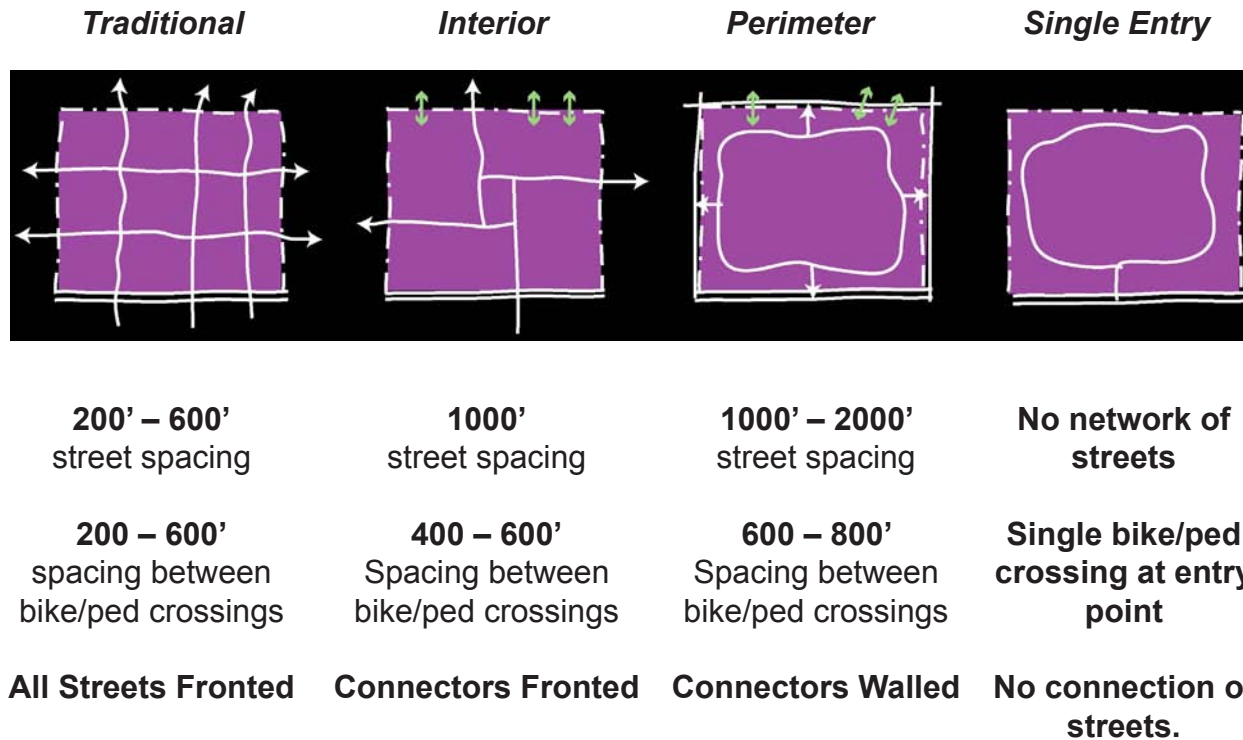 Traditional
Interior
Perimeter
Single Entry
200’ – 600’
street spacing
1000’
street spacing
1000’ – 2000’
street spacing
No network of
streets
200 – 600’
spacing between
bike/ped crossings
400 – 600’
Spacing between
bike/ped crossings
600 – 800’
Spacing between
bike/ped crossings
Single bike/ped
crossing at entry
point
All Streets Fronted
Connectors Fronted
Connectors Walled
No connection o
streets.